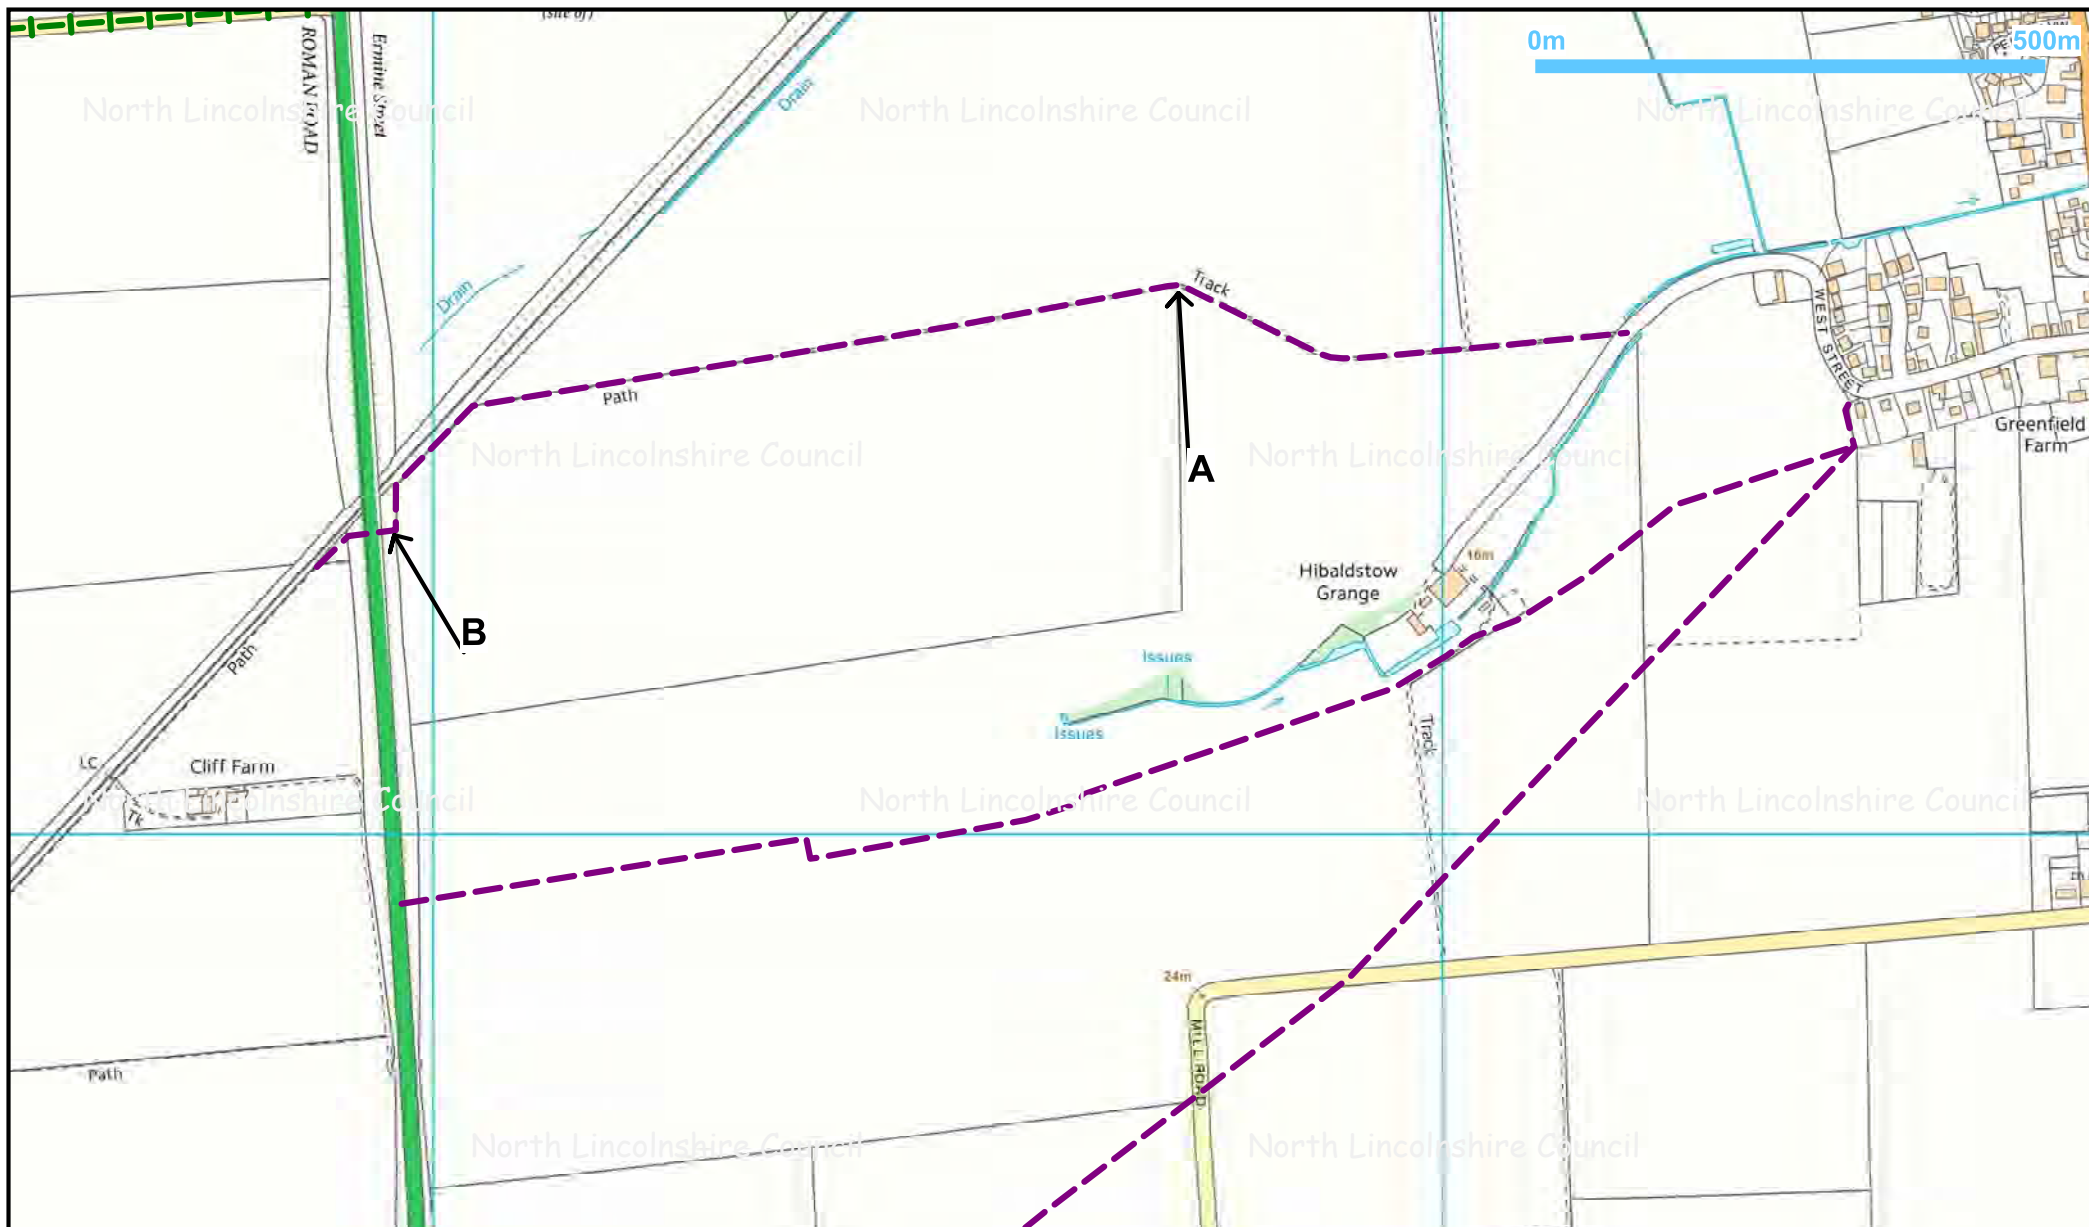 (site of)
0m
500m
ROMAN ROAD
Ermine Street
Drain
North Lincolnshire Council
North Lincolnshire Council
North Lincolnshire Council
Drain
Track
WEST STREET
Path
Greenfield
Farm
North Lincolnshire Council
North Lincolnshire Council
A
16m
Hibaldstow
Grange
B
Path
Issues
Issues
Track
LC
Cliff Farm
Tk
North Lincolnshire Council
North Lincolnshire Council
North Lincolnshire Council
24m
MILL ROAD
Path
North Lincolnshire Council
North Lincolnshire Council